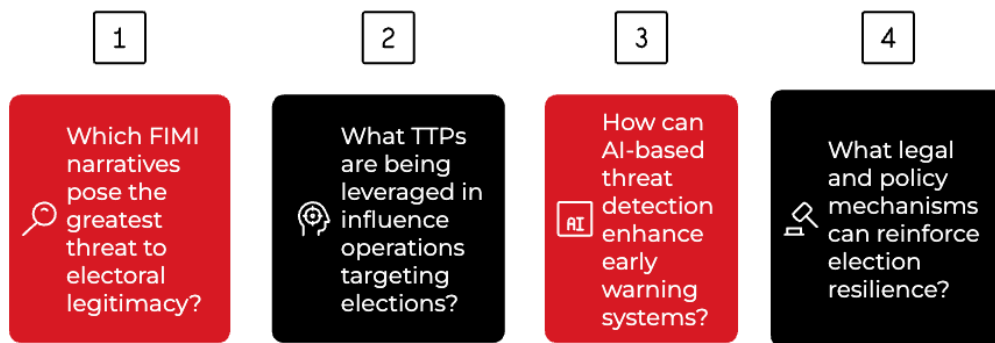 1
2
3
4
Which FIMI
narratives
pose the
greatest
threat to
electoral
legitimacy?
What TTPs
are being
leveraged in
influence
operations
targeting
elections?
AI
How can
AI-based
threat
detection
enhance
early
warning
systems?
What legal
and policy
mechanisms
can reinforce
election
resilience?